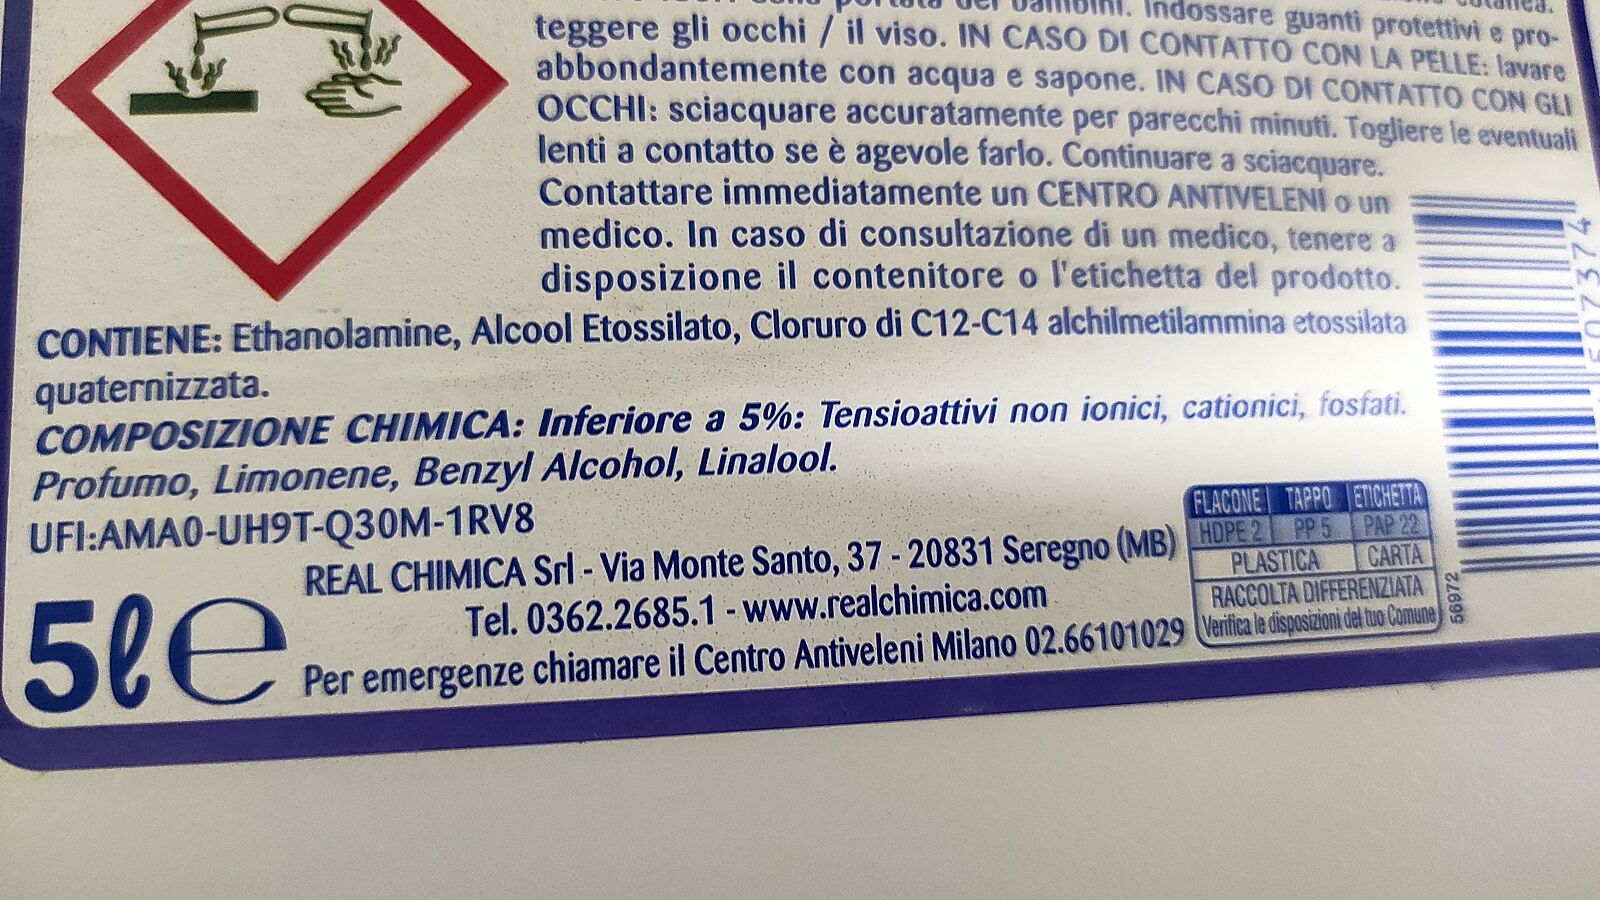 dei bambini. Indossare guanti protettivi e pro-
teggere gli occhi / il viso. IN CASO DI CONTATTO CON LA PELLE: lavare
abbondantemente con acqua e sapone. IN CASO DI CONTATTO CON GLI
OCCHI: sciacquare accuratamente per parecchi minuti. Togliere le eventuali
lenti a contatto se è agevole farlo. Continuare a sciacquare.
Contattare immediatamente un CENTRO ANTIVELENI o un
medico. In caso di consultazione di un medico, tenere a
disposizione il contenitore o l'etichetta del prodotto.
CONTIENE: Ethanolamine, Alcool Etossilato, Cloruro di C12-C14 alchilmetilammina etossilata
quaternizzata.
COMPOSIZIONE CHIMICA: Inferiore a 5%: Tensioattivi non ionici, cationici, fosfati.
Profumo, Limonene, Benzyl Alcohol, Linalool.
UFI:AMA0-UH9T-Q30M-1RV8
REAL CHIMICA Srl - Via Monte Santo, 37 - 20831 Seregno (MB)
Tel. 0362.2685.1 - www.realchimica.com
Per emergenze chiamare il Centro Antiveleni Milano 02.66101029
5ℓ e
FLACONE TAPPO ETICHETTA
HDPE 2 PP 5 PAP 22
PLASTICA CARTA
RACCOLTA DIFFERENZIATA
Verifica le disposizioni del tuo Comune
56972
507374